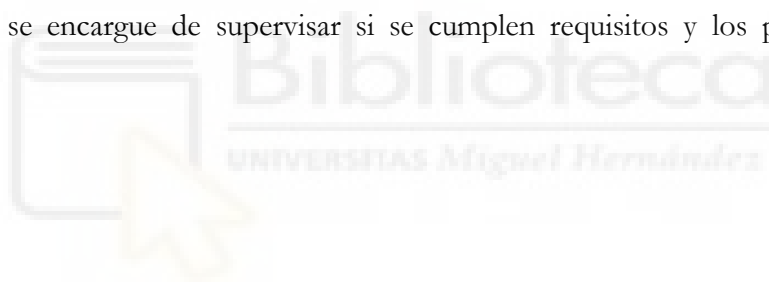 se encargue de supervisar si se cumplen requisitos y los
Biblioteca
UNIVERSITAS Miguel Hernández